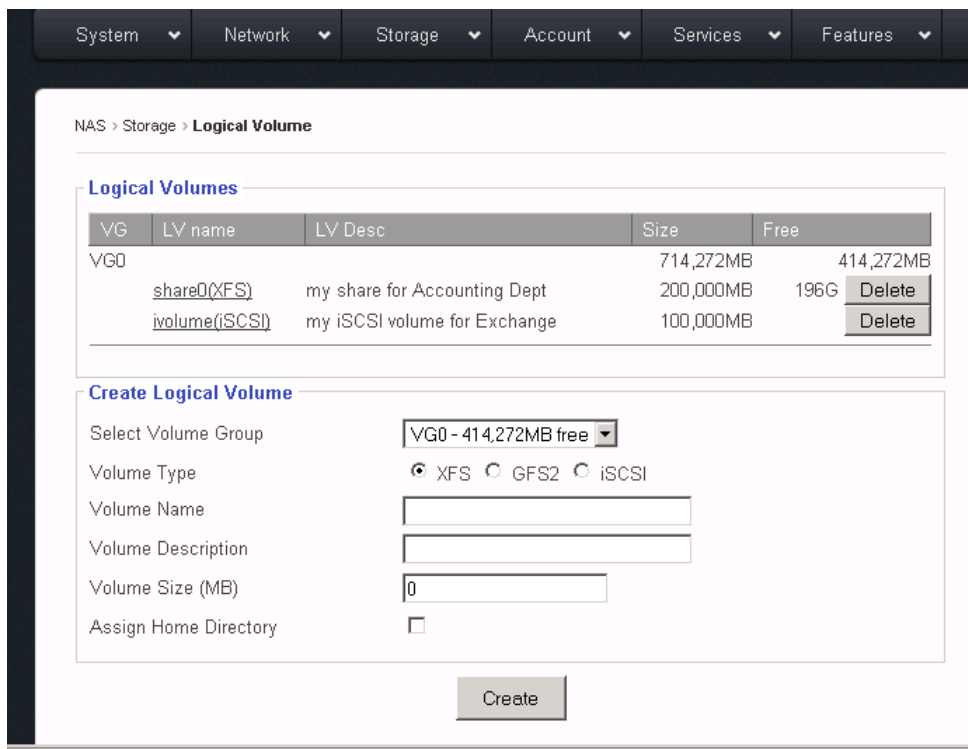 System Network Storage Account Services Features
NAS > Storage > Logical Volume
Logical Volumes
VG LV name LV Desc Size Free
VG0 714,272MB 414,272MB
share0(XFS) my share for Accounting Dept 200,000MB 196G Delete
ivolume(iSCSI) my iSCSI volume for Exchange 100,000MB Delete
Create Logical Volume
Select Volume Group VG0 - 414,272MB free
Volume Type XFS GFS2 iSCSI
Volume Name
Volume Description
Volume Size (MB) 0
Assign Home Directory
Create